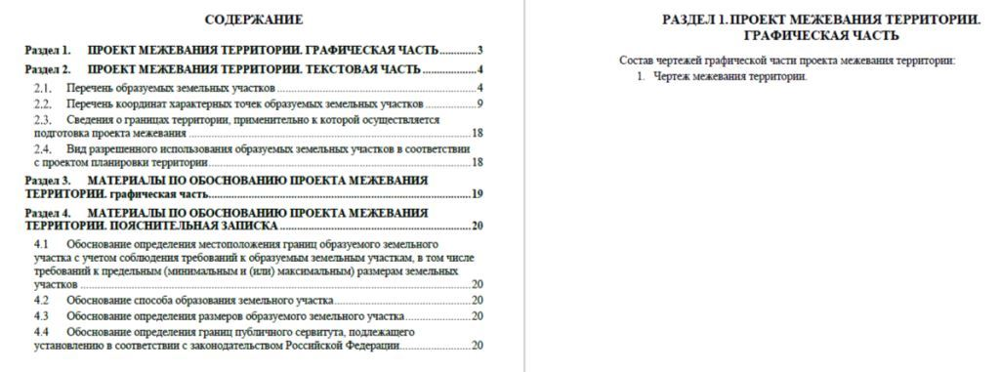 СОДЕРЖАНИЕ
Раздел 1. ПРОЕКТ МЕЖЕВАНИЯ ТЕРРИТОРИИ. ГРАФИЧЕСКАЯ ЧАСТЬ.............3
Раздел 2. ПРОЕКТ МЕЖЕВАНИЯ ТЕРРИТОРИИ. ТЕКСТОВАЯ ЧАСТЬ..................4
2.1. Перечень образуемых земельных участков.....................................................4
2.2. Перечень координат характерных точек образуемых земельных участков................9
2.3. Сведения о границах территории, применительно к которой осуществляется
подготовка проекта межевания.....................................................18
2.4. Вид разрешенного использования образуемых земельных участков в соответствии
с проектом планировки территории.....................................................18
Раздел 3. МАТЕРИАЛЫ ПО ОБОСНОВАНИЮ ПРОЕКТА МЕЖЕВАНИЯ
ТЕРРИТОРИИ. графическая часть.....................................................19
Раздел 4. МАТЕРИАЛЫ ПО ОБОСНОВАНИЮ ПРОЕКТА МЕЖЕВАНИЯ
ТЕРРИТОРИИ. ПОЯСНИТЕЛЬНАЯ ЗАПИСКА.....................................................20
4.1 Обоснование определения местоположения границ образуемого земельного
участка с учетом соблюдения требований к образуемым земельным участкам, в том числе
требований к предельным (минимальным и (или) максимальным) размерам земельных
участков.....................................................20
4.2 Обоснование способа образования земельного участка.....................................................20
4.3 Обоснование определения размеров образуемого земельного участка......................20
4.4 Обоснование определения границ публичного сервитута, подлежащего
установлению в соответствии с законодательством Российской Федерации......................20
РАЗДЕЛ 1. ПРОЕКТ МЕЖЕВАНИЯ ТЕРРИТОРИИ.
ГРАФИЧЕСКАЯ ЧАСТЬ
Состав чертежей графической части проекта межевания территории:
1. Чертеж межевания территории.